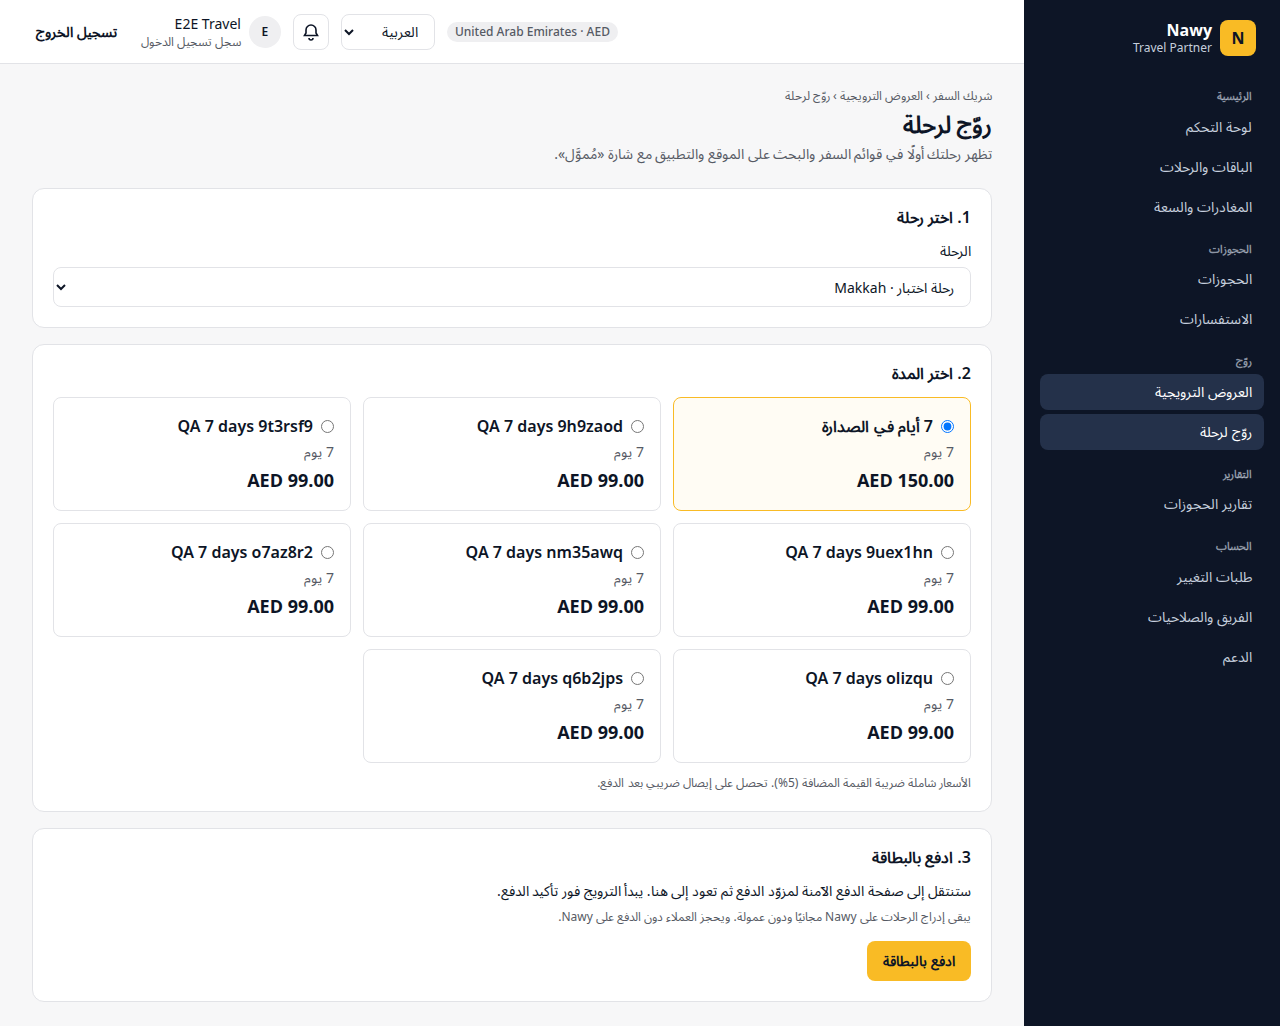 N
Nawy
Travel Partner
الرئيسية
لوحة التحكم
الباقات والرحلات
المغادرات والسعة
الحجوزات
الحجوزات
الاستفسارات
روّج
العروض الترويجية
روّج لرحلة
التقارير
تقارير الحجوزات
الحساب
طلبات التغيير
الفريق والصلاحيات
الدعم
United Arab Emirates · AED
العربية
E
E2E Travel
سجل تسجيل الدخول
تسجيل الخروج
شريك السفر › العروض الترويجية › روّج لرحلة
روّج لرحلة
تظهر رحلتك أولًا في قوائم السفر والبحث على الموقع والتطبيق مع شارة «مُموَّل».
1. اختر رحلة
الرحلة
رحلة اختبار · Makkah
2. اختر المدة
7 أيام في الصدارة
7 يوم
AED 150.00
QA 7 days 9h9zaod
7 يوم
AED 99.00
QA 7 days 9t3rsf9
7 يوم
AED 99.00
QA 7 days 9uex1hn
7 يوم
AED 99.00
QA 7 days nm35awq
7 يوم
AED 99.00
QA 7 days o7az8r2
7 يوم
AED 99.00
QA 7 days olizqu
7 يوم
AED 99.00
QA 7 days q6b2jps
7 يوم
AED 99.00
الأسعار شاملة ضريبة القيمة المضافة (5%). تحصل على إيصال ضريبي بعد الدفع.
3. ادفع بالبطاقة
ستنتقل إلى صفحة الدفع الآمنة لمزوّد الدفع ثم تعود إلى هنا. يبدأ الترويج فور تأكيد الدفع.
يبقى إدراج الرحلات على Nawy مجانيًا ودون عمولة. ويحجز العملاء دون الدفع على Nawy.
ادفع بالبطاقة